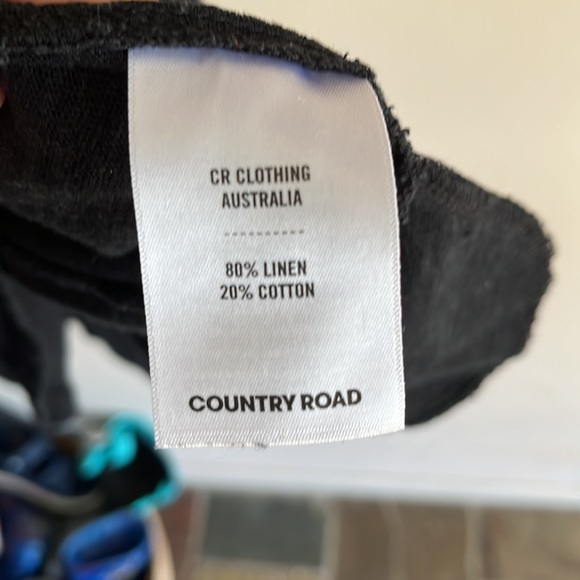 CR CLOTHING
AUSTRALIA
80% LINEN
20% COTTON
COUNTRY ROAD